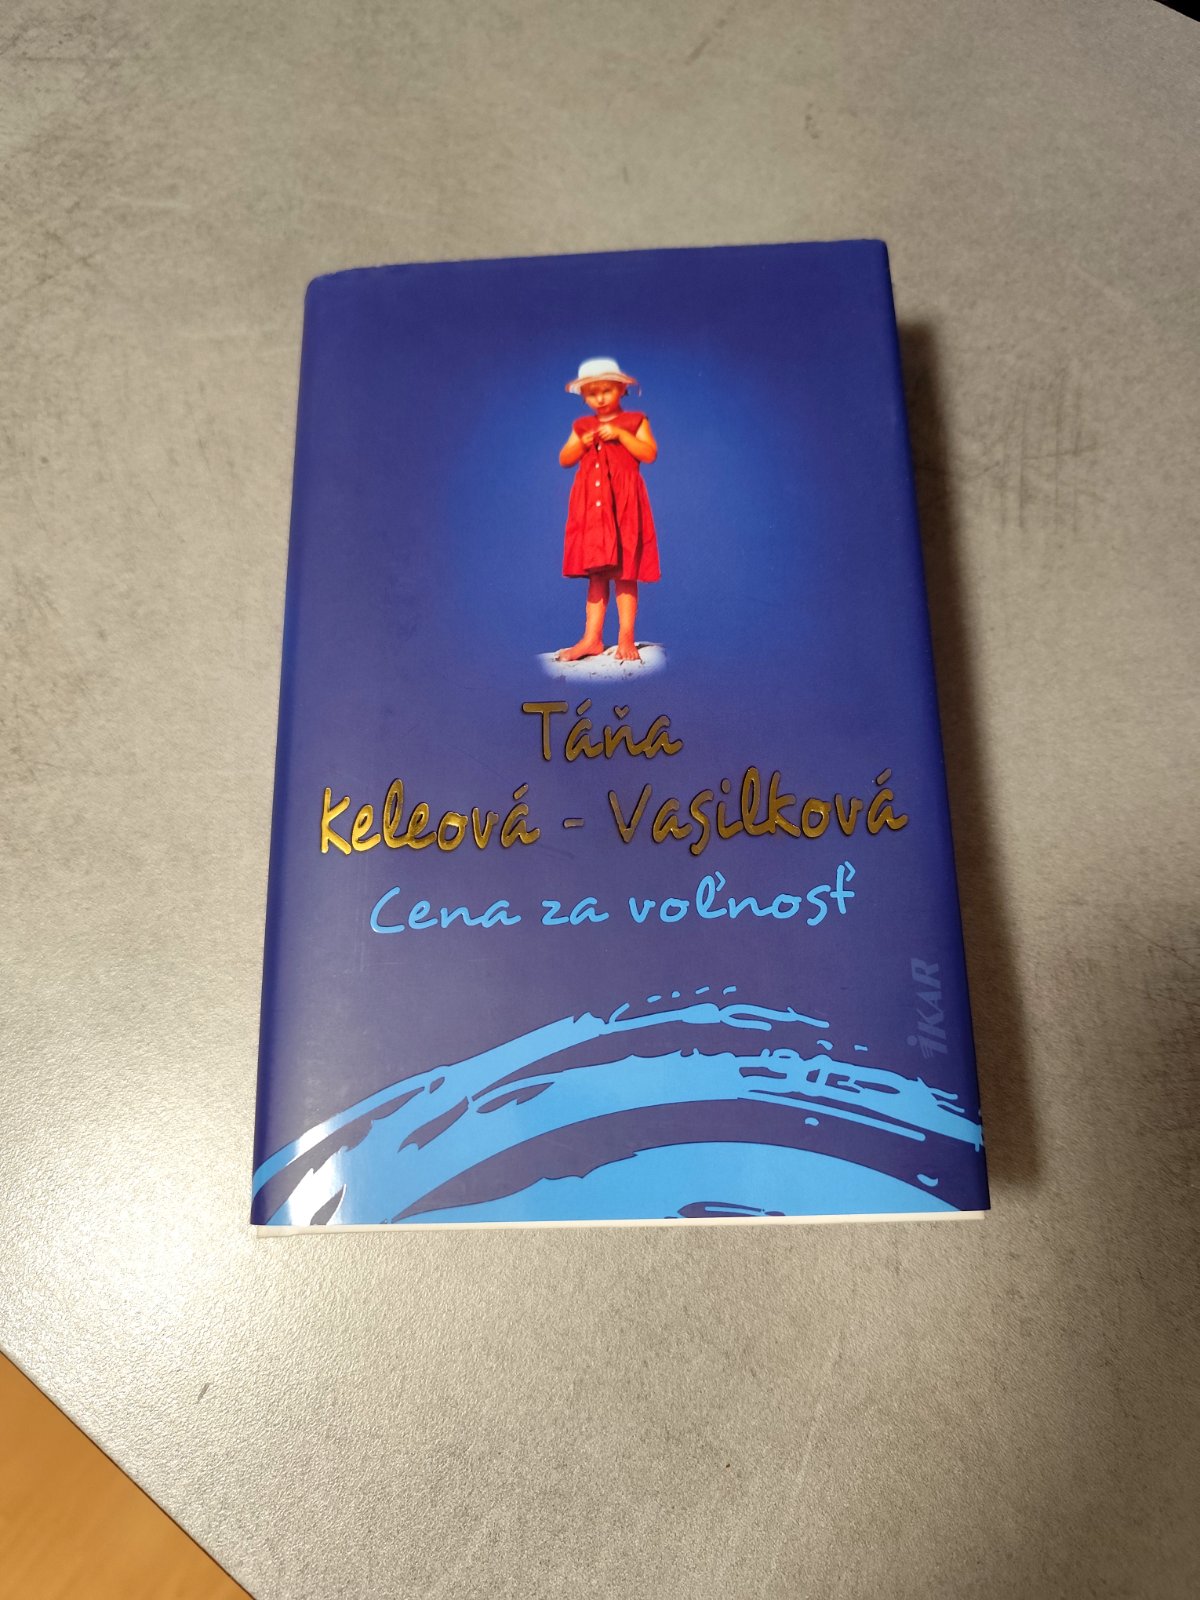 Táňa
Keleová - Vasilková
Cena za voľnosť
IKAR